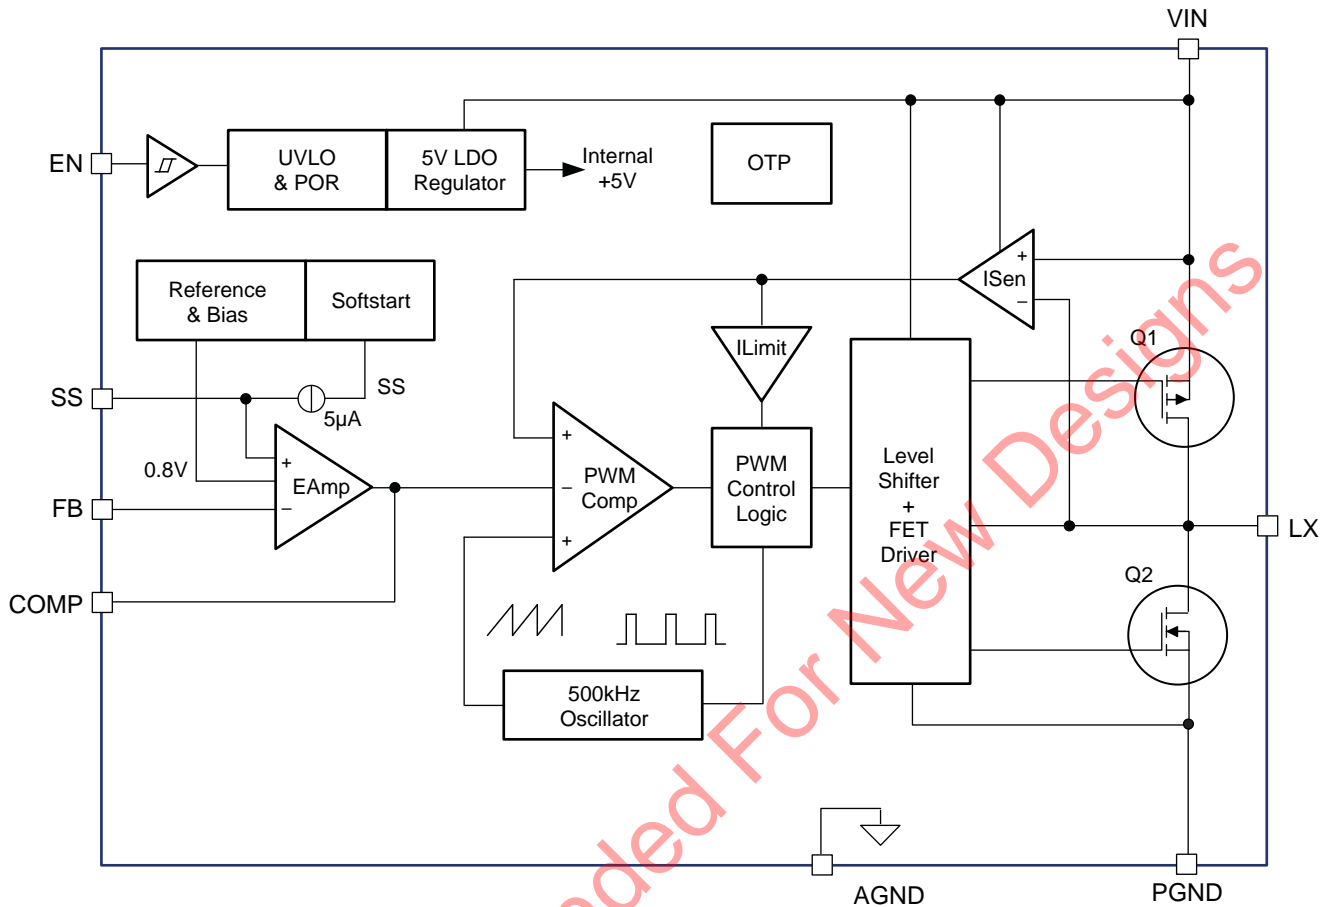 VIN
EN
UVLO
& POR
5V LDO
Regulator
Internal
+5V
OTP
Reference
& Bias
Softstart
+
ISen
−
ILimit
Q1
SS
SS
5µA
+
0.8V
EAmp
−
FB
COMP
+
PWM
Comp
−
+
PWM
Control
Logic
Level
Shifter
+
FET
Driver
LX
Q2
500kHz
Oscillator
AGND
PGND
ded For New Designs